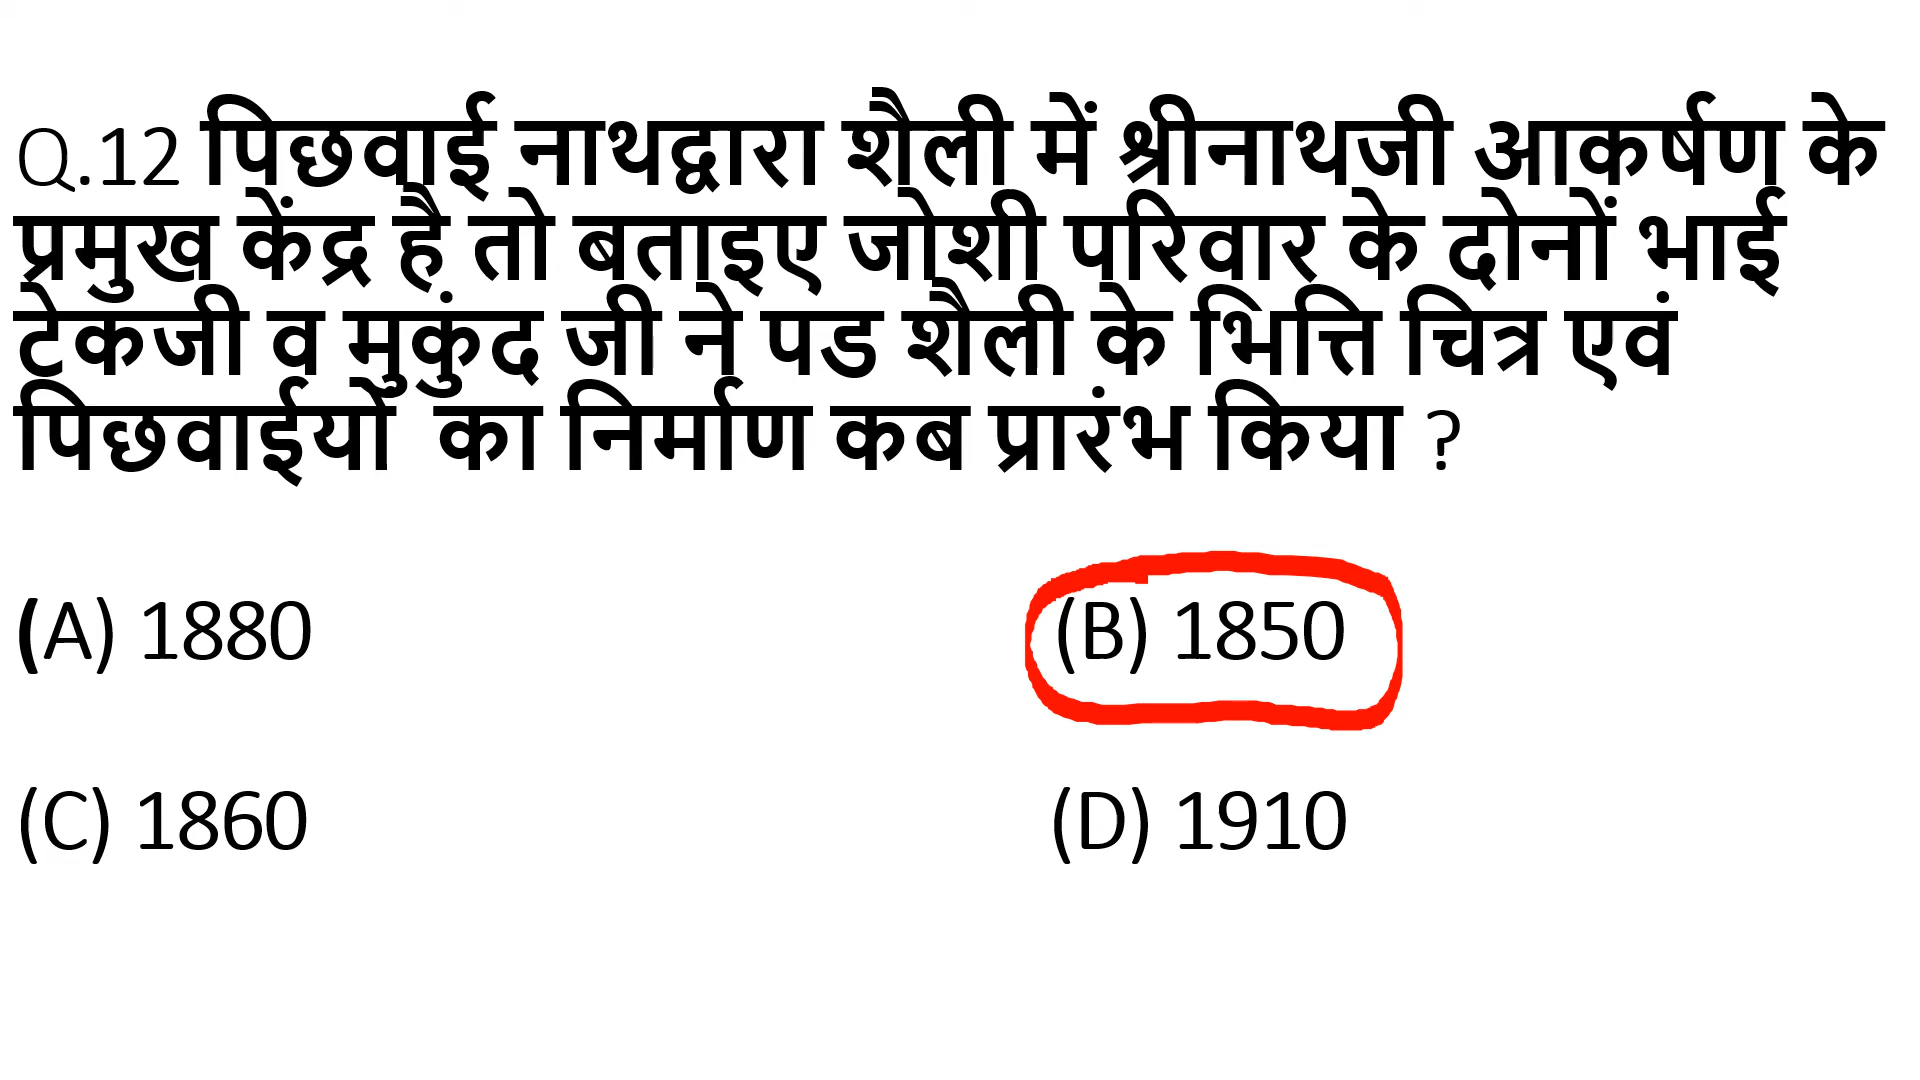 Q.12 पिछवाई नाथद्वारा शैली में श्रीनाथजी आकर्षण के
प्रमुख केंद्र है तो बताइए जोशी परिवार के दोनों भाई
टेकजी व मुकुंद जी ने पड शैली के भित्ति चित्र एवं
पिछवाईयों का निर्माण कब प्रारंभ किया ?
(A) 1880 (B) 1850
(C) 1860 (D) 1910